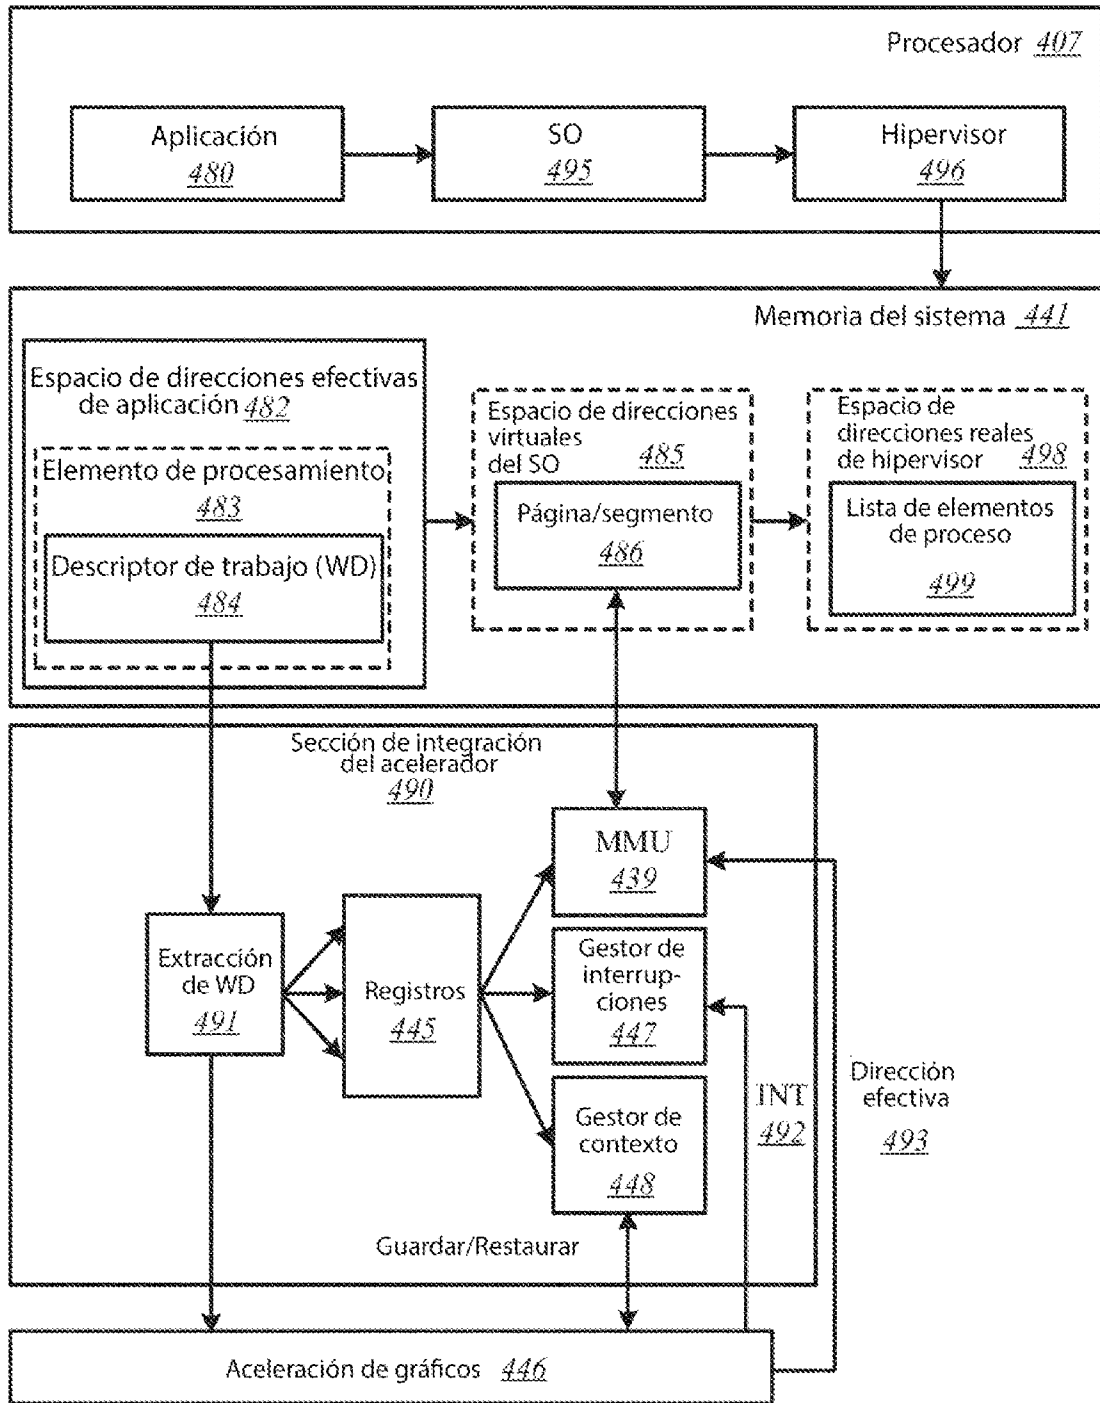 Procesador 407
Aplicación
480
SO
495
Hipervisor
496
Memoria del sistema 441
Espacio de direcciones efectivas
de aplicación 482
Elemento de procesamiento
483
Descriptor de trabajo (WD)
484
Espacio de direcciones
virtuales
del SO
485
Página/segmento
486
Espacio de
direcciones reales
de hipervisor 498
Lista de elementos
de proceso
499
Sección de integración
del acelerador
490
MMU
439
Extracción
de WD
491
Registros
445
Gestor de
interrup-
ciones
447
Gestor de
contexto
448
INT
492
Dirección
efectiva
493
Guardar/Restaurar
Aceleración de gráficos 446